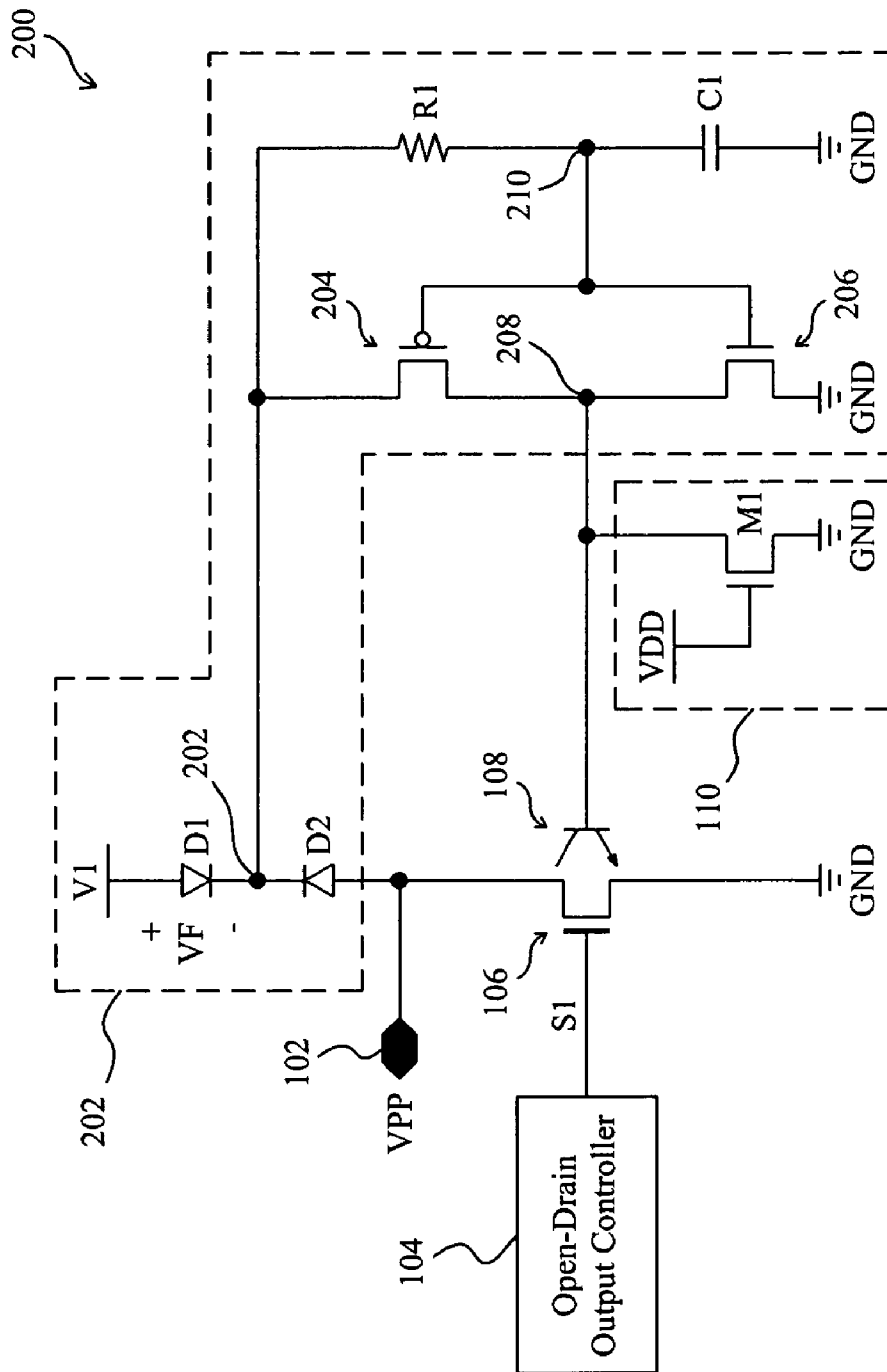 200
V1
+
VF
-
D1
202
202
D2
R1
210
C1
GND
204
208
206
GND
VPP
102
108
106
S1
GND
VDD
M1
GND
110
104
Open-Drain
Output Controller